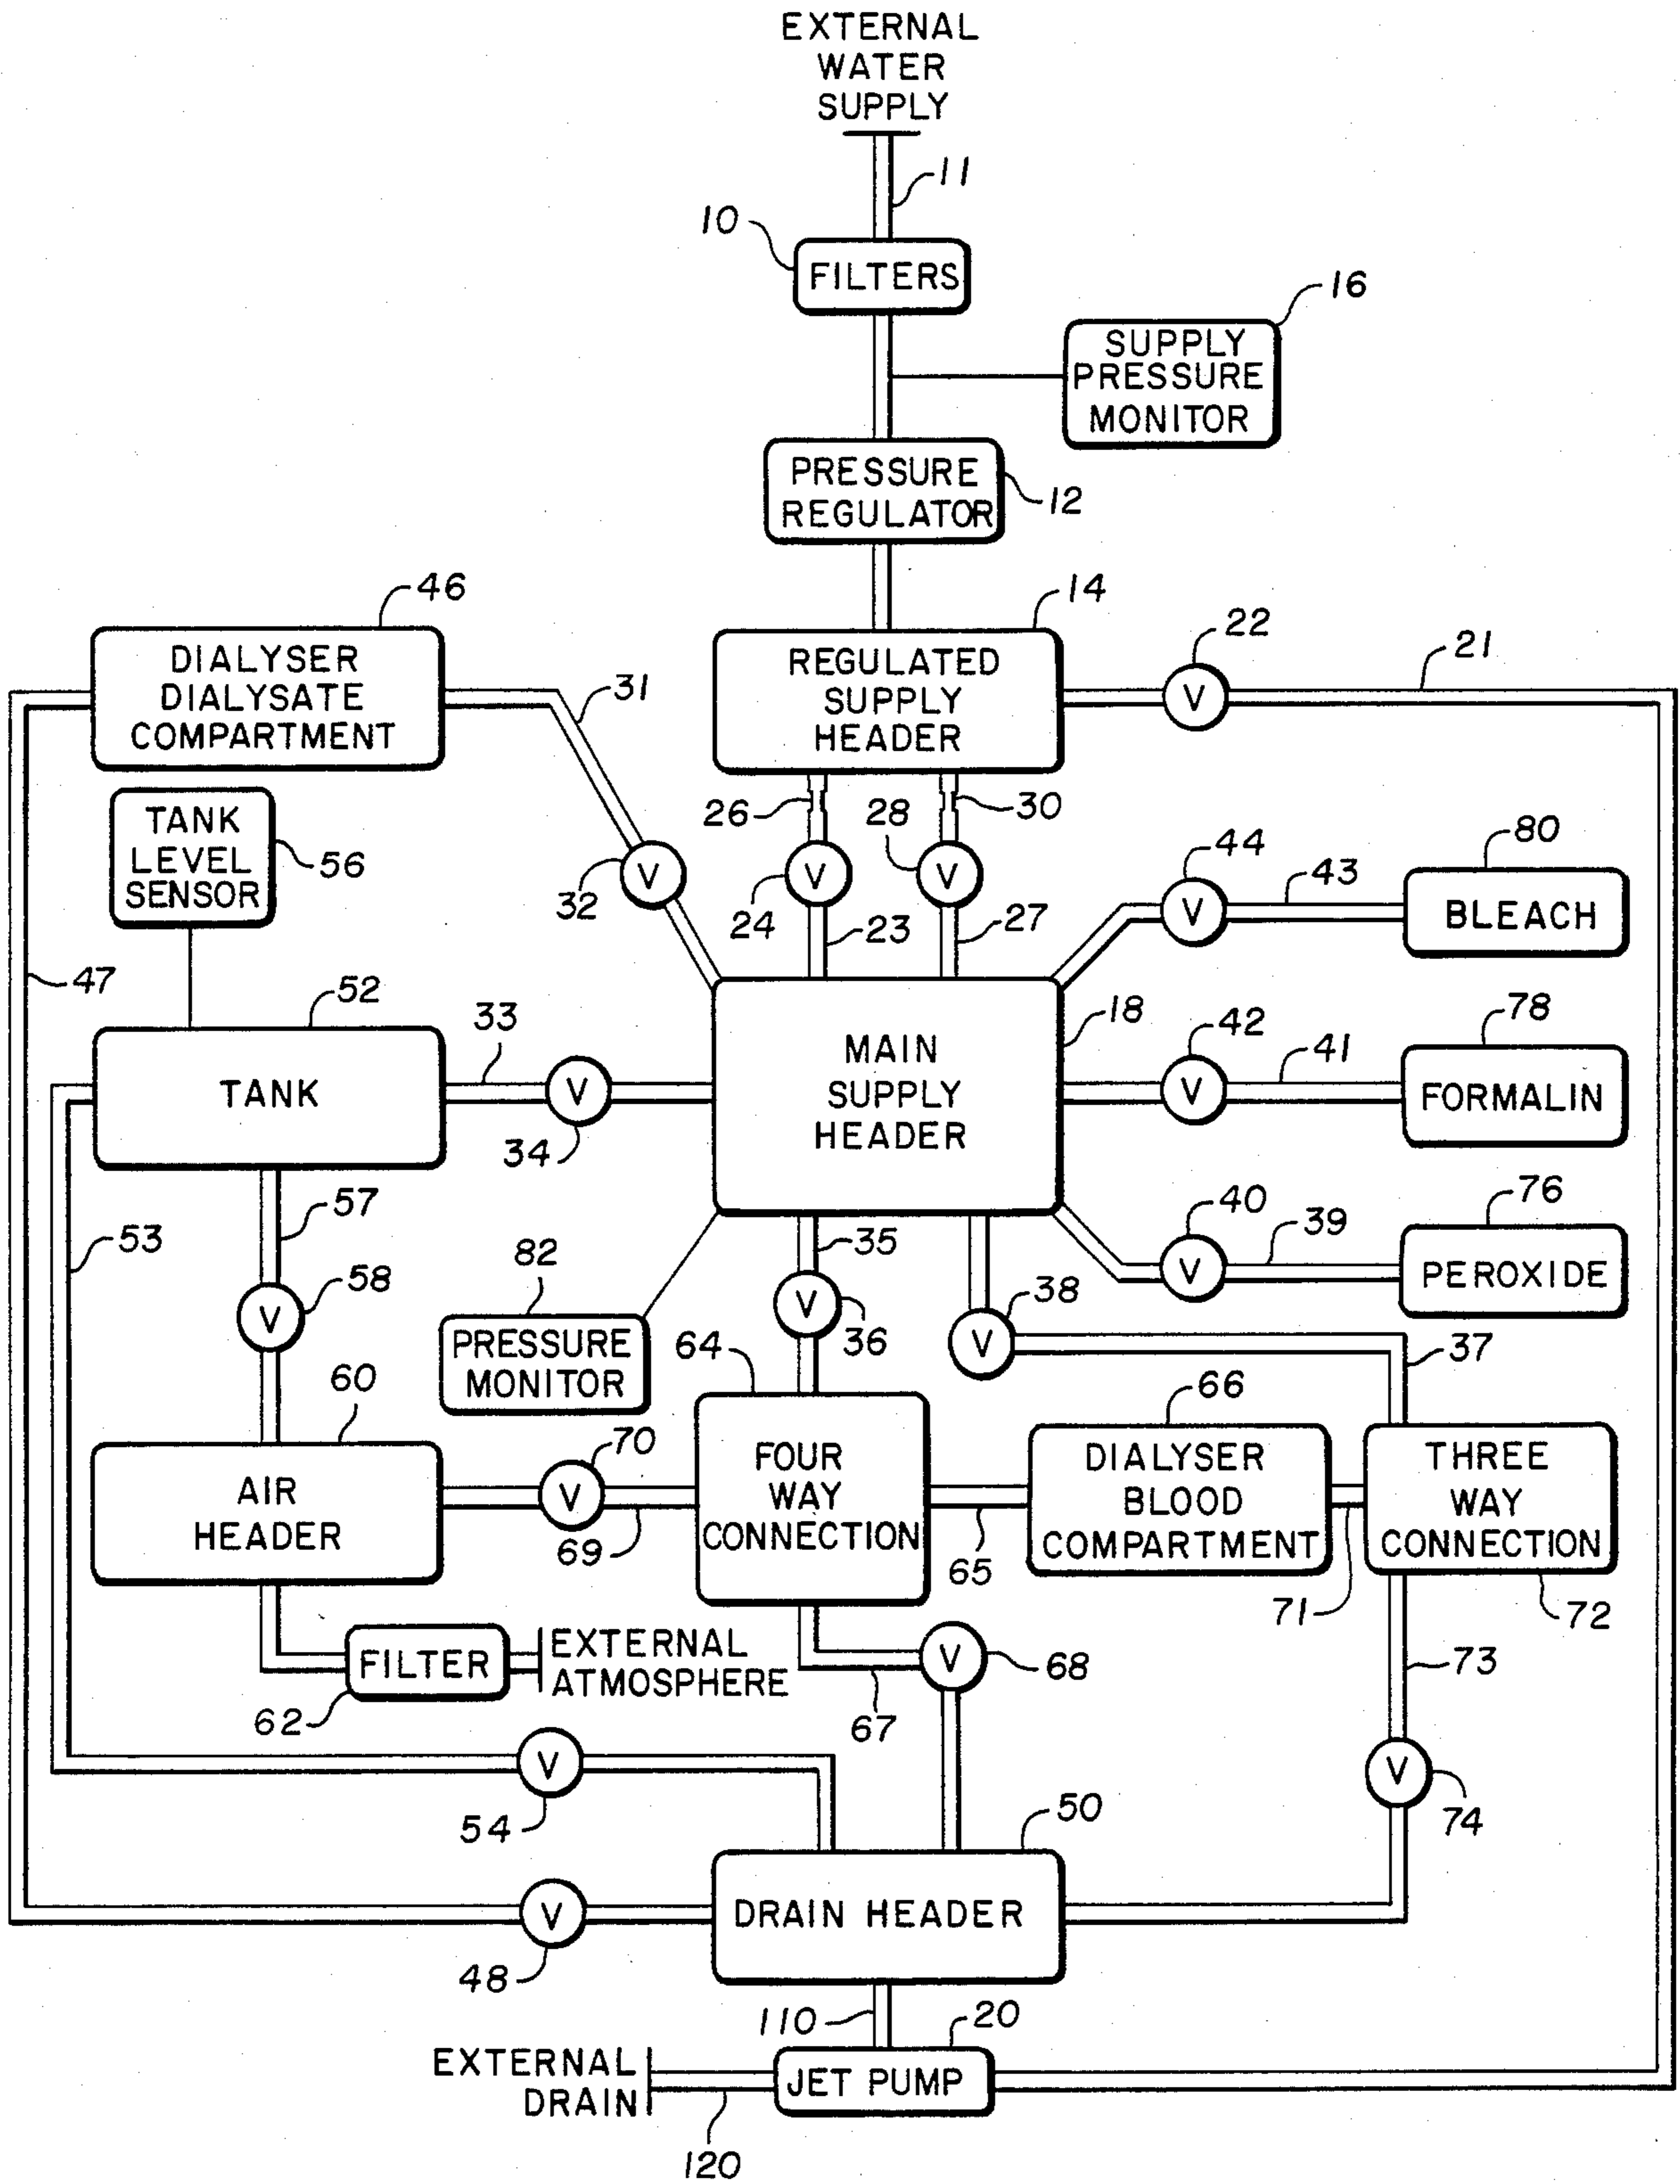 EXTERNAL
WATER
SUPPLY
11
10
FILTERS
16
SUPPLY
PRESSURE
MONITOR
PRESSURE
REGULATOR
12
46
14
22
21
DIALYSER
DIALYSATE
COMPARTMENT
REGULATED
SUPPLY
HEADER
V
31
26
30
28
TANK
LEVEL
SENSOR
56
V
32
V
24
V
23
27
44
V
43
80
BLEACH
47
52
33
18
42
78
TANK
V
34
MAIN
SUPPLY
HEADER
V
41
FORMALIN
57
53
58
V
82
35
40
V
39
76
PEROXIDE
PRESSURE
MONITOR
V
36
38
V
37
64
60
66
AIR
HEADER
70
V
69
FOUR
WAY
CONNECTION
65
DIALYSER
BLOOD
COMPARTMENT
71
THREE
WAY
CONNECTION
72
FILTER
62
EXTERNAL
ATMOSPHERE
V
68
67
73
V
54
50
V
74
V
48
DRAIN HEADER
110
20
EXTERNAL
DRAIN
JET PUMP
120